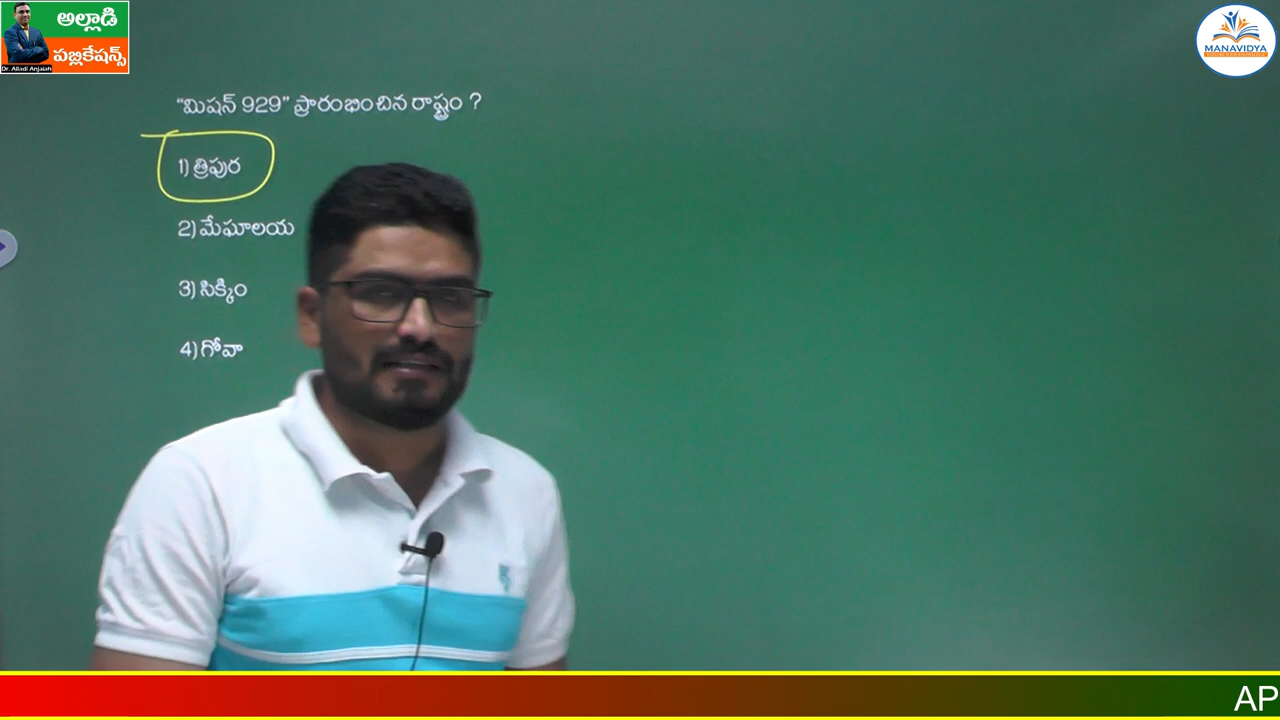 అల్లాడి
పబ్లికేషన్స్
Dr. Alladi Anjaiah
MANAVIDYA
"మిషన్ 929" ప్రారంభించిన రాష్ట్రం ?
1) త్రిపుర
2) మేఘాలయ
3) సిక్కిం
4) గోవా
AP